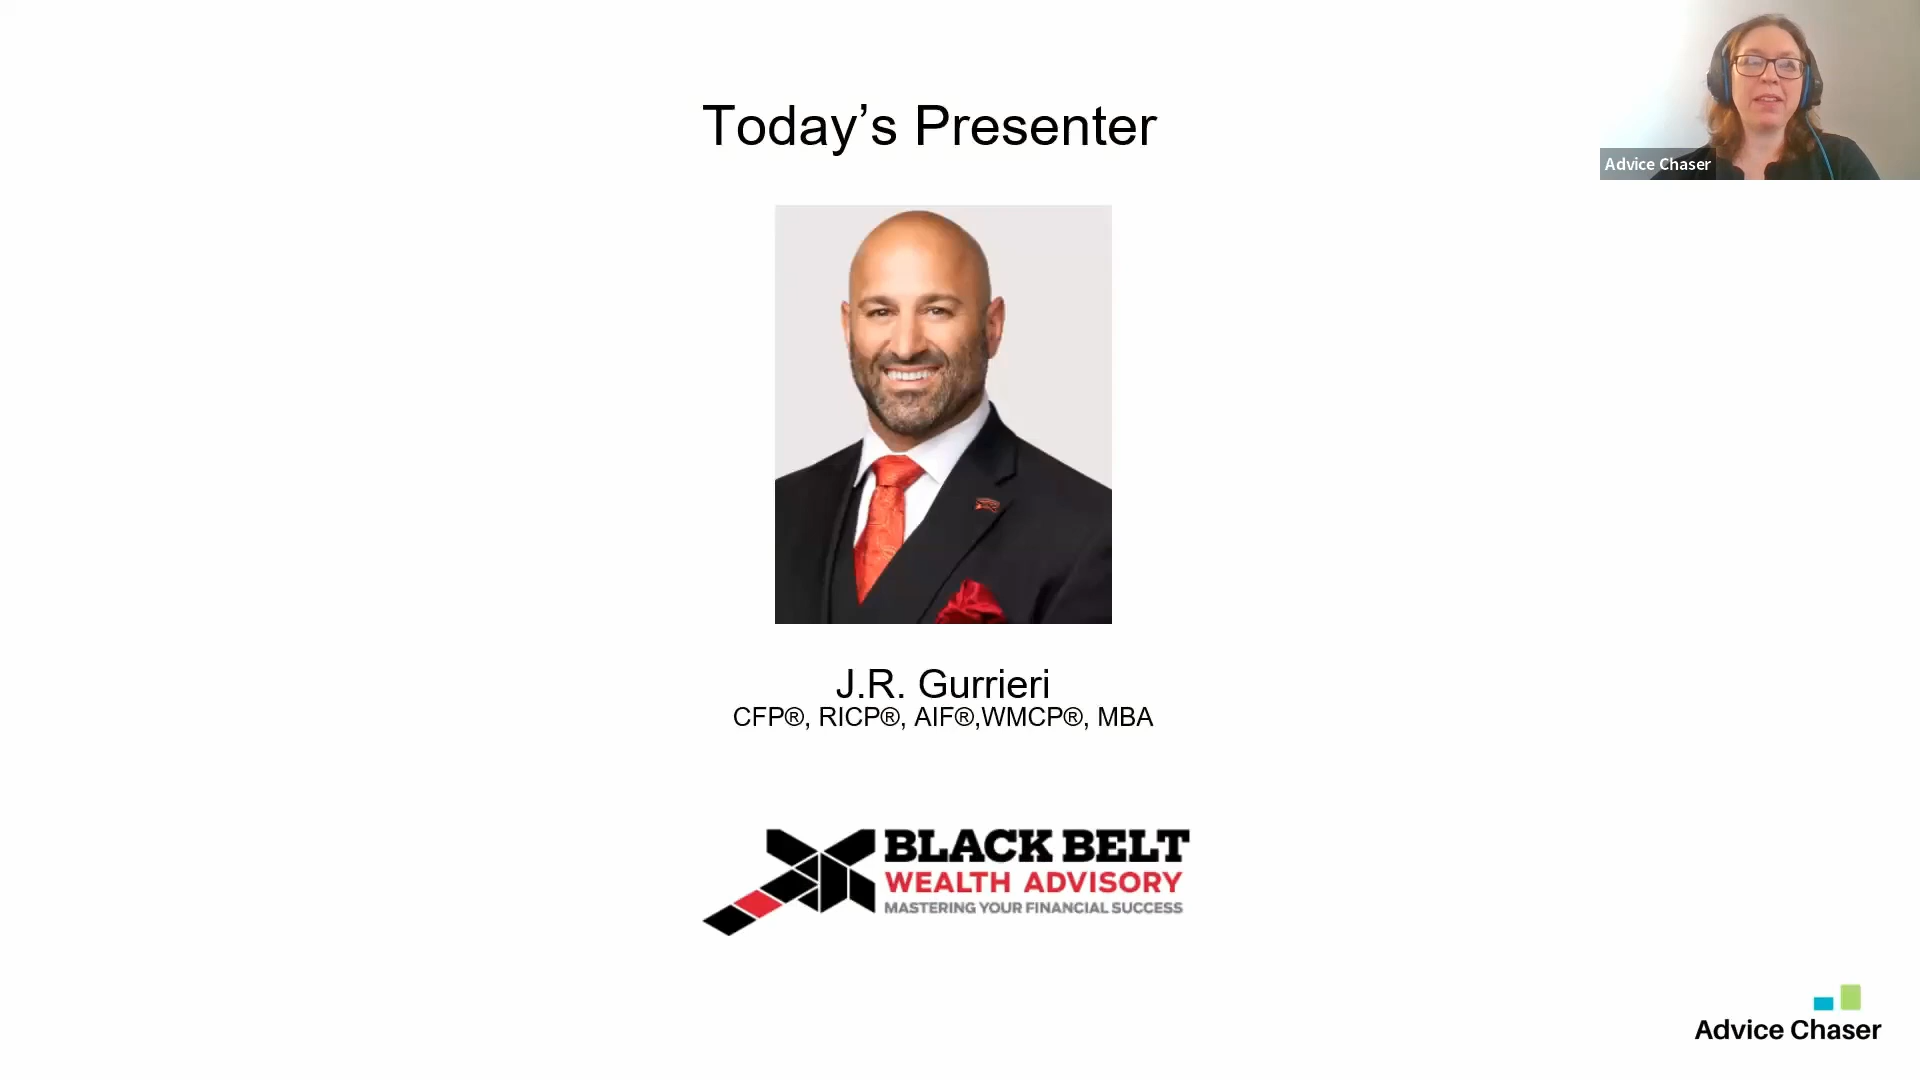 Today’s Presenter
Advice Chaser
J.R. Gurrieri
CFP®, RICP®, AIF®,WMCP®, MBA
BLACK BELT
WEALTH ADVISORY
MASTERING YOUR FINANCIAL SUCCESS
Advice Chaser